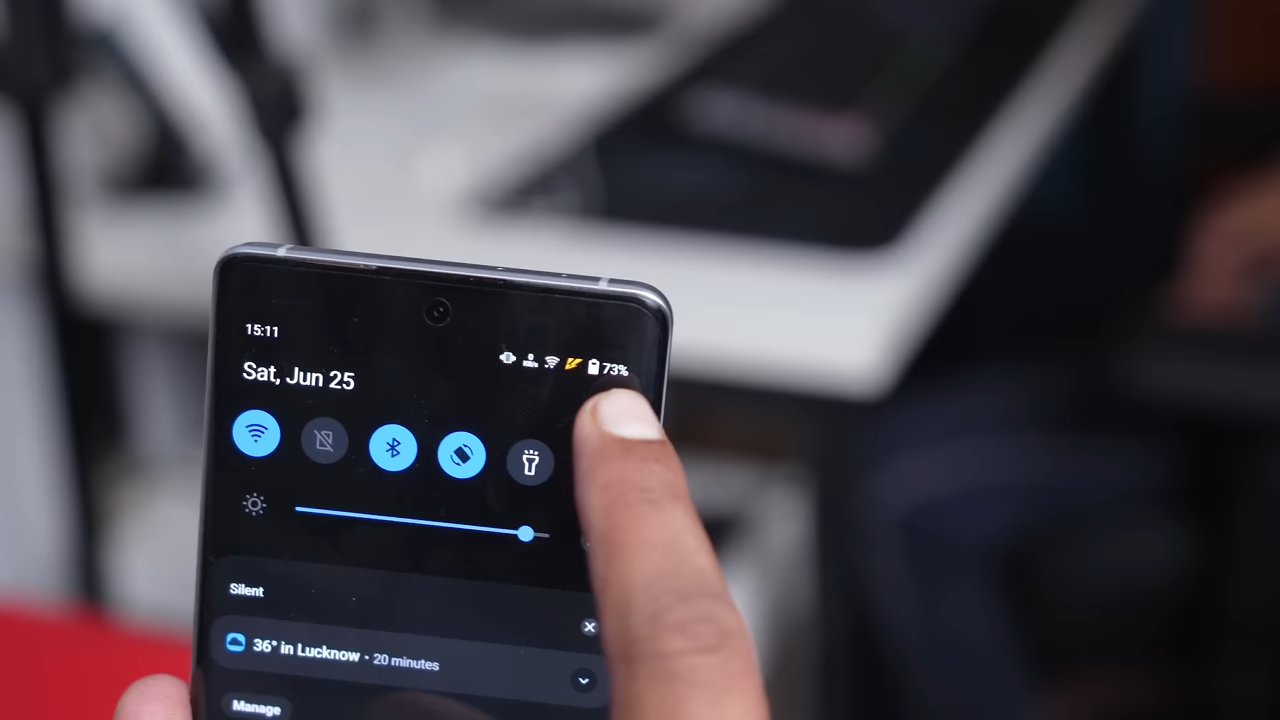 15:11
73%
Sat, Jun 25
Silent
36° in Lucknow • 20 minutes
Manage